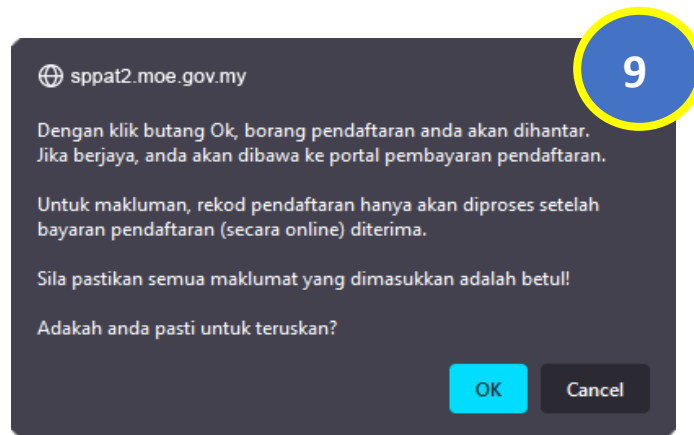 sppat2.moe.gov.my
9
Dengan klik butang Ok, borang pendaftaran anda akan dihantar.
Jika berjaya, anda akan dibawa ke portal pembayaran pendaftaran.
Untuk makluman, rekod pendaftaran hanya akan diproses setelah
bayaran pendaftaran (secara online) diterima.
Sila pastikan semua maklumat yang dimasukkan adalah betul!
Adakah anda pasti untuk teruskan?
OK
Cancel